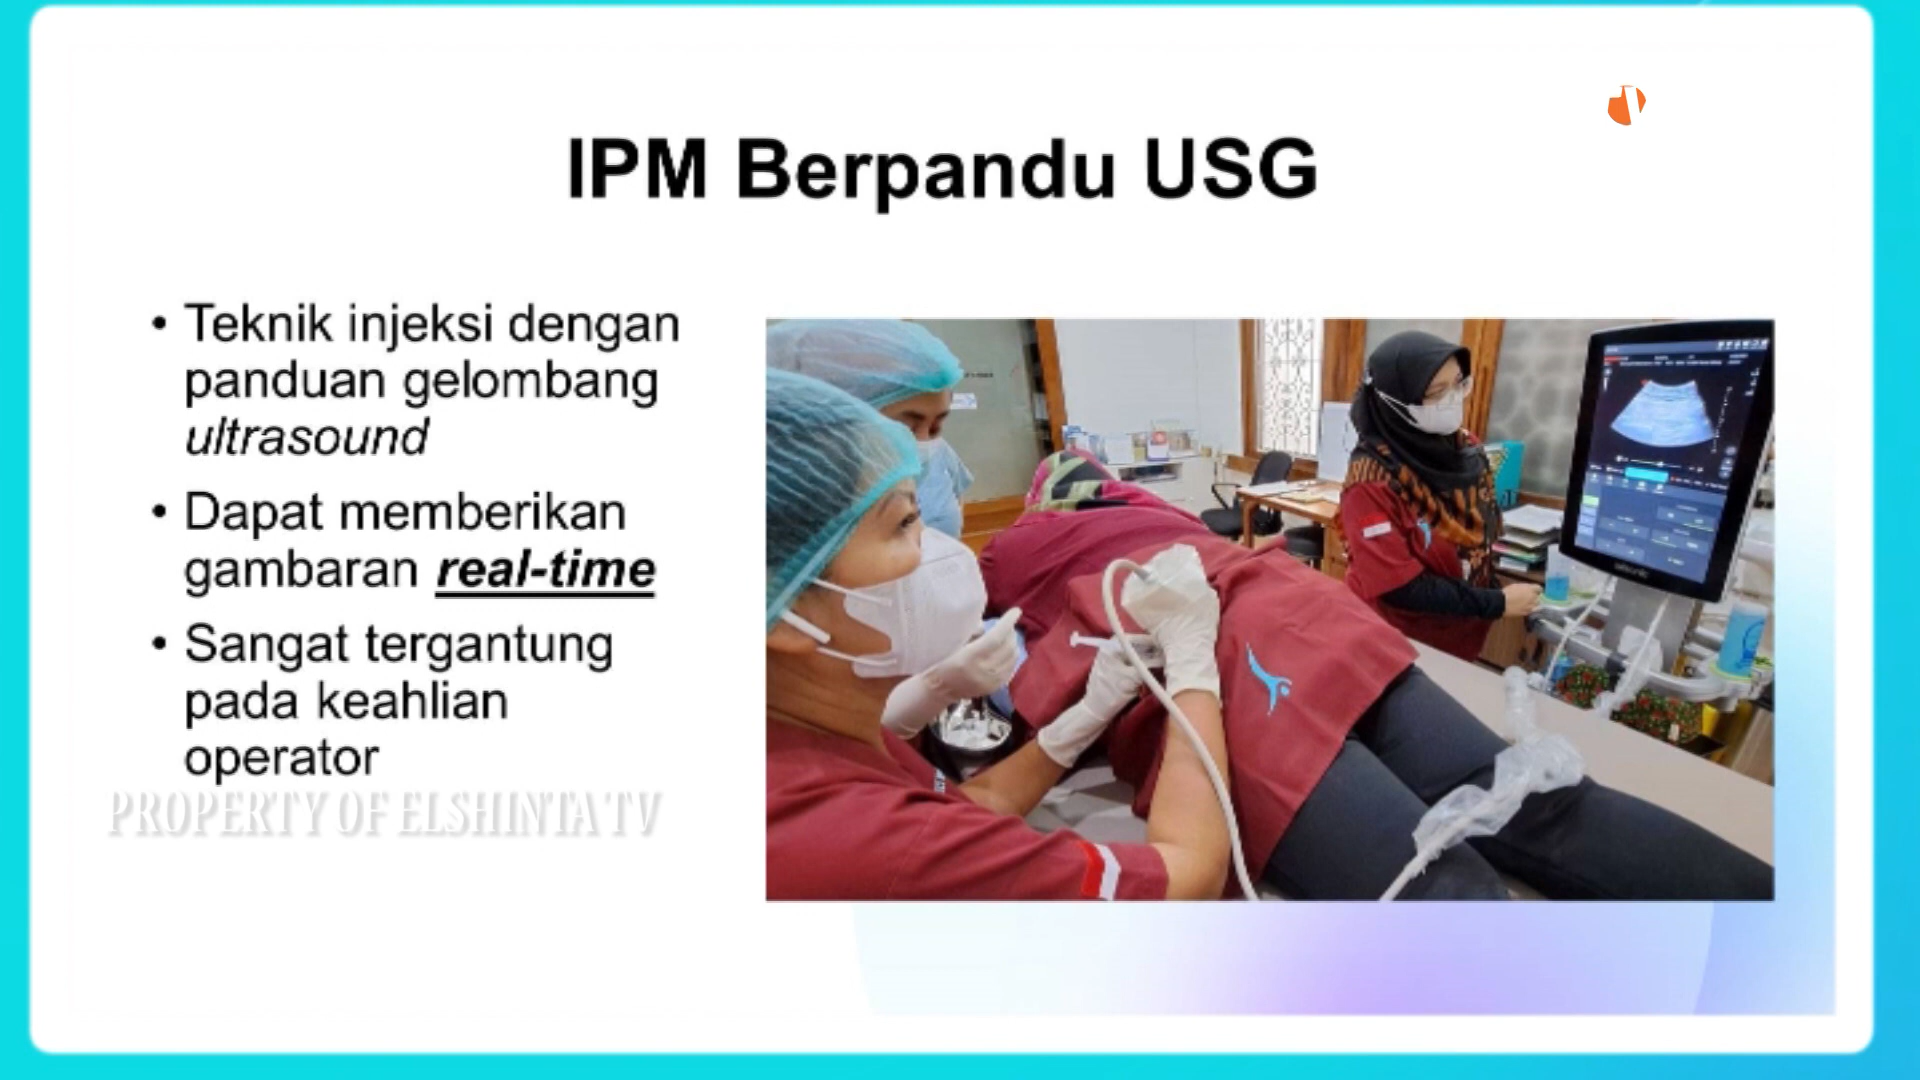 IPM Berpandu USG
• Teknik injeksi dengan
panduan gelombang
ultrasound
• Dapat memberikan
gambaran real-time
• Sangat tergantung
pada keahlian
operator
PROPERTY OF ELSHINTA TV